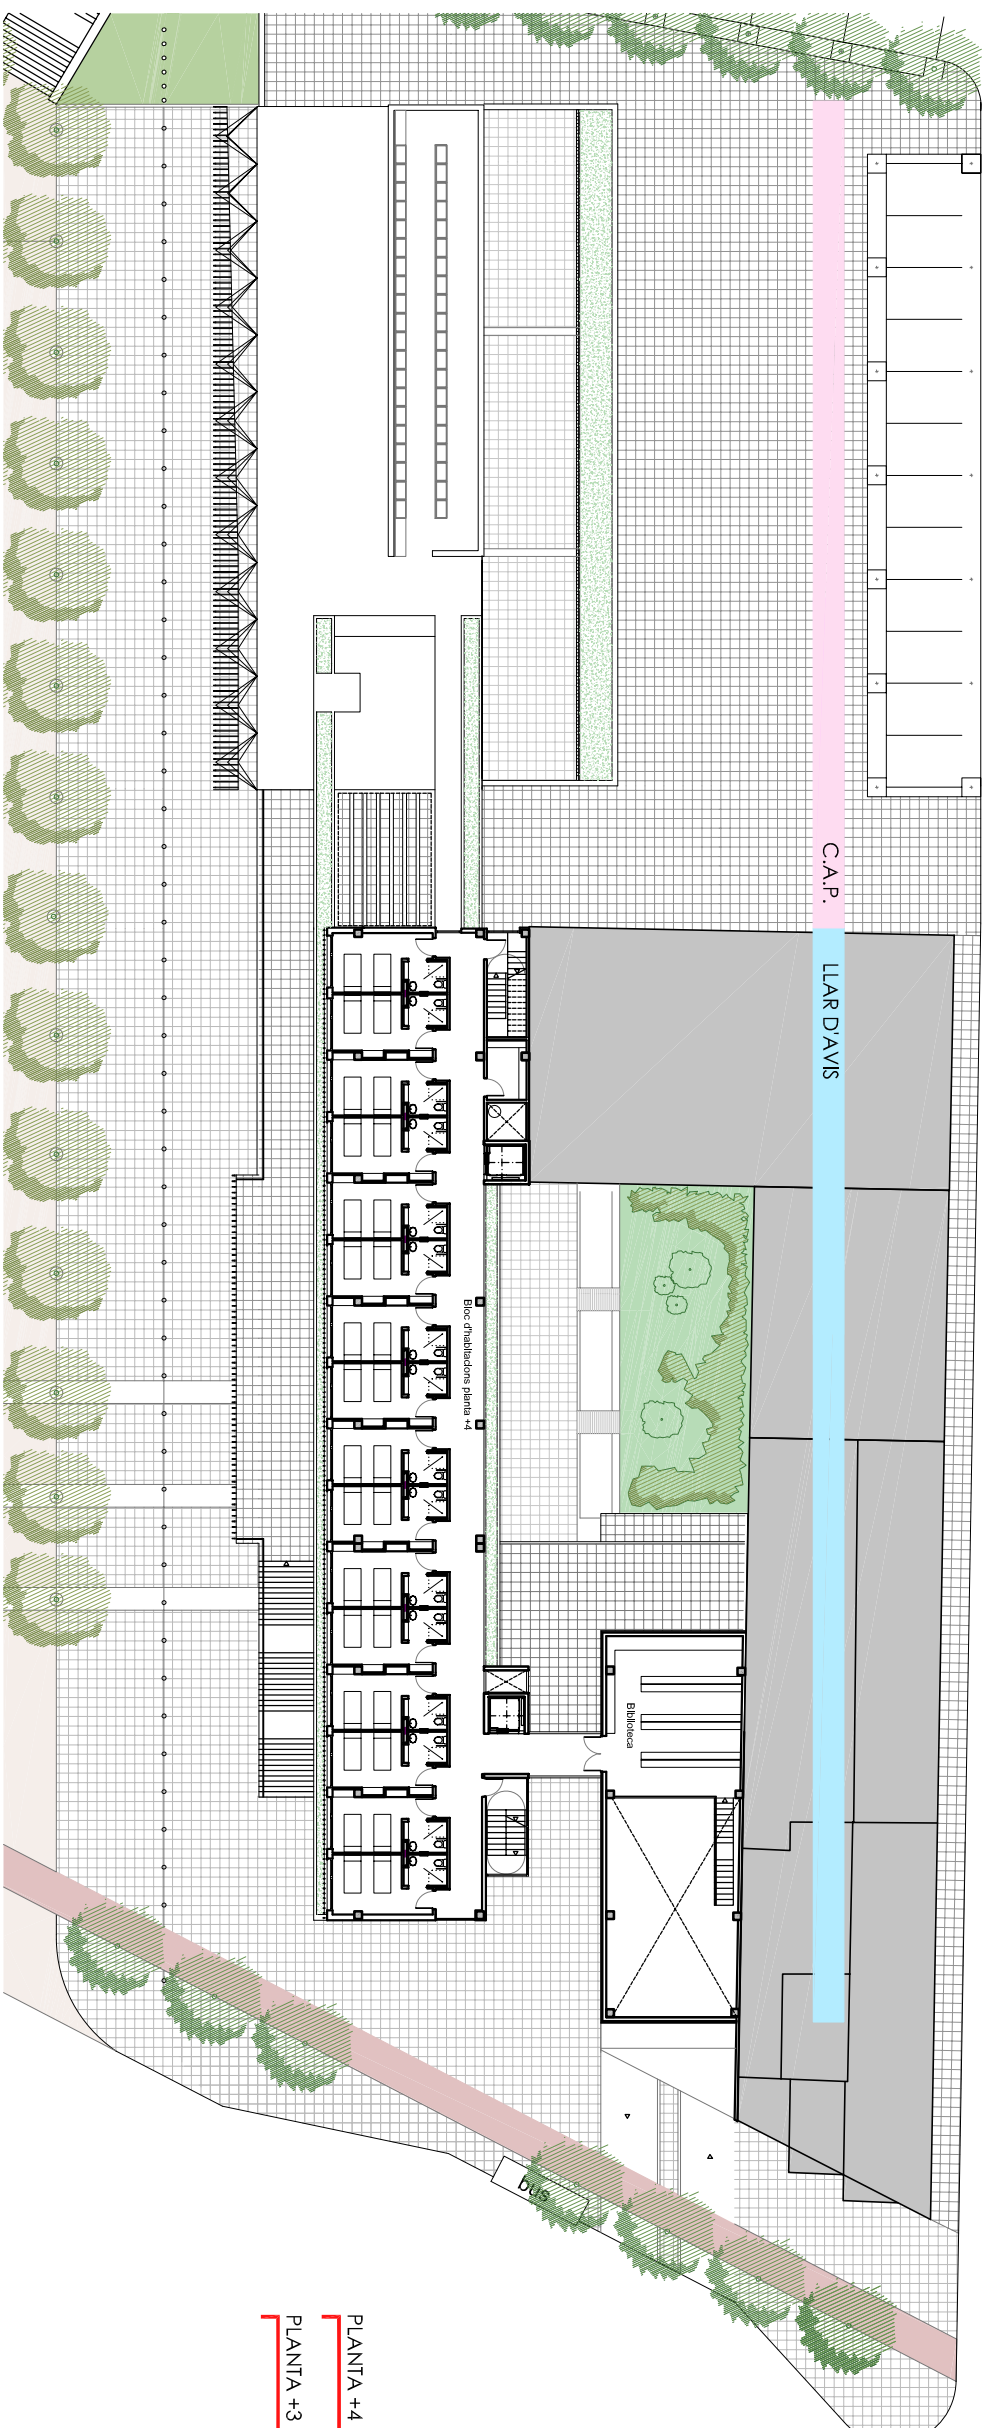 C.A.P.
LLAR D'AVIS
Bloc d'habitacions planta +4
Biblioteca
bus
PLANTA +4
PLANTA +3